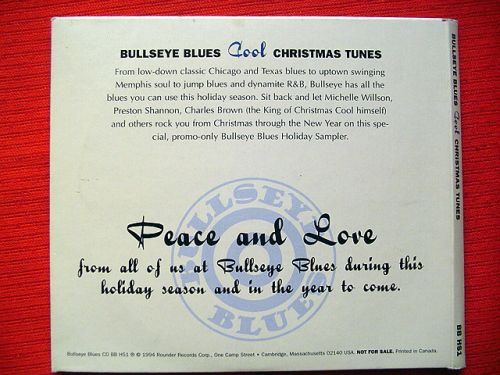 BULLSEYE BLUES Cool CHRISTMAS TUNES
From low-down classic Chicago and Texas blues to uptown swinging
Memphis soul to jump blues and dynamite R&B, Bullseye has all the
blues you can use this holiday season. Sit back and let Michelle Willson,
Preston Shannon, Charles Brown (the King of Christmas Cool himself)
and others rock you from Christmas through the New Year on this spe-
cial, promo-only Bullseye Blues Holiday Sampler.
BULLSEYE
BLUES
Peace and Love
from all of us at Bullseye Blues during this
holiday season and in the year to come.
Bullseye Blues CD BB HS1 ℗ © 1994 Rounder Records Corp., One Camp Street • Cambridge, Massachusetts 02140 USA. NOT FOR SALE. Printed in Canada.
BULLSEYE BLUES Cool CHRISTMAS TUNES
BB HS1